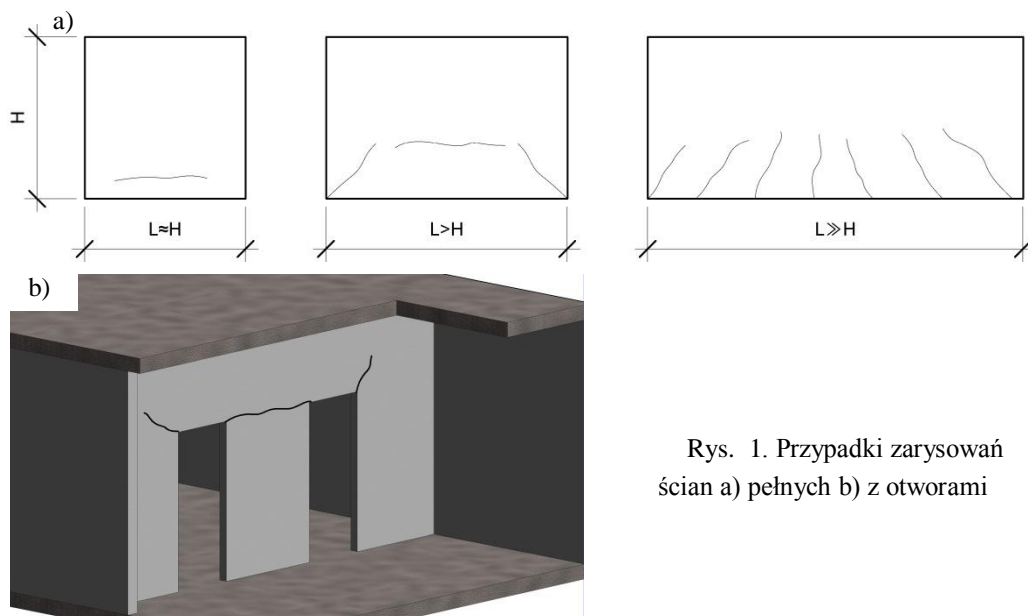 a)
H
L≈H
L>H
L≫H
b)
Rys. 1. Przypadki zarysowań
ścian a) pełnych b) z otworami